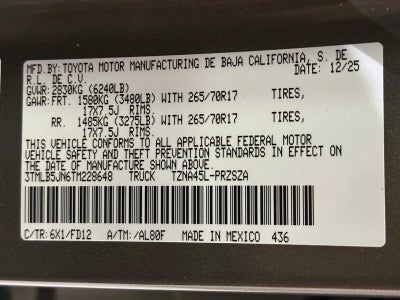 MFD.BY: TOYOTA MOTOR MANUFACTURING DE BAJA CALIFORNIA, S. DE
R.L. DE C.V. DATE: 12/25
GVWR: 2830KG (6240LB)
GAWR: FRT. 1580KG (3480LB) WITH 265/70R17 TIRES,
17X7.5J RIMS
RR. 1485KG (3275LB) WITH 265/70R17 TIRES,
17X7.5J RIMS
THIS VEHICLE CONFORMS TO ALL APPLICABLE FEDERAL MOTOR
VEHICLE SAFETY AND THEFT PREVENTION STANDARDS IN EFFECT ON
THE DATE OF MANUFACTURE SHOWN ABOVE.
3TMLB5JN6TM228648 TRUCK TZNA45L-PRZSZA
C/TR: 6X1/FD12 A/TM: /AL80F MADE IN MEXICO 436